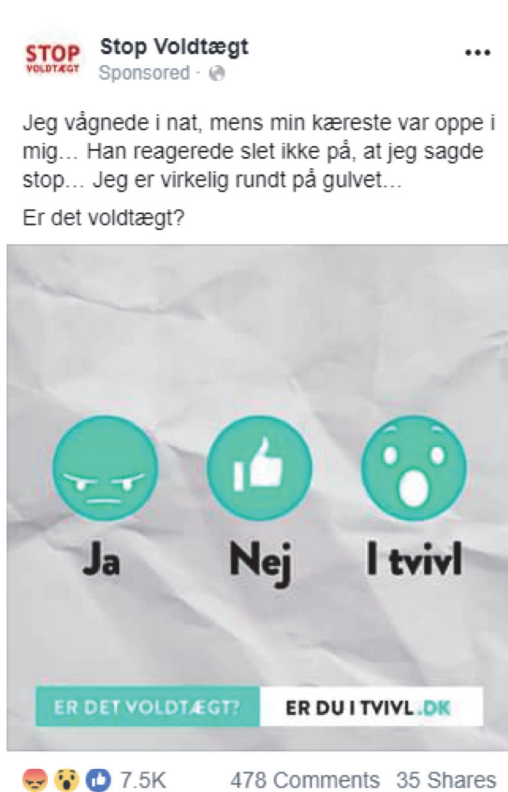 STOP
VOLDTÆGT
Stop Voldtægt
Sponsored ·
Jeg vågnede i nat, mens min kæreste var oppe i
mig... Han reagerede slet ikke på, at jeg sagde
stop... Jeg er virkelig rundt på gulvet...
Er det voldtægt?
Ja
Nej
I tvivl
ER DET VOLDTÆGT?
ER DU I TVIVL.DK
7.5K
478 Comments
35 Shares